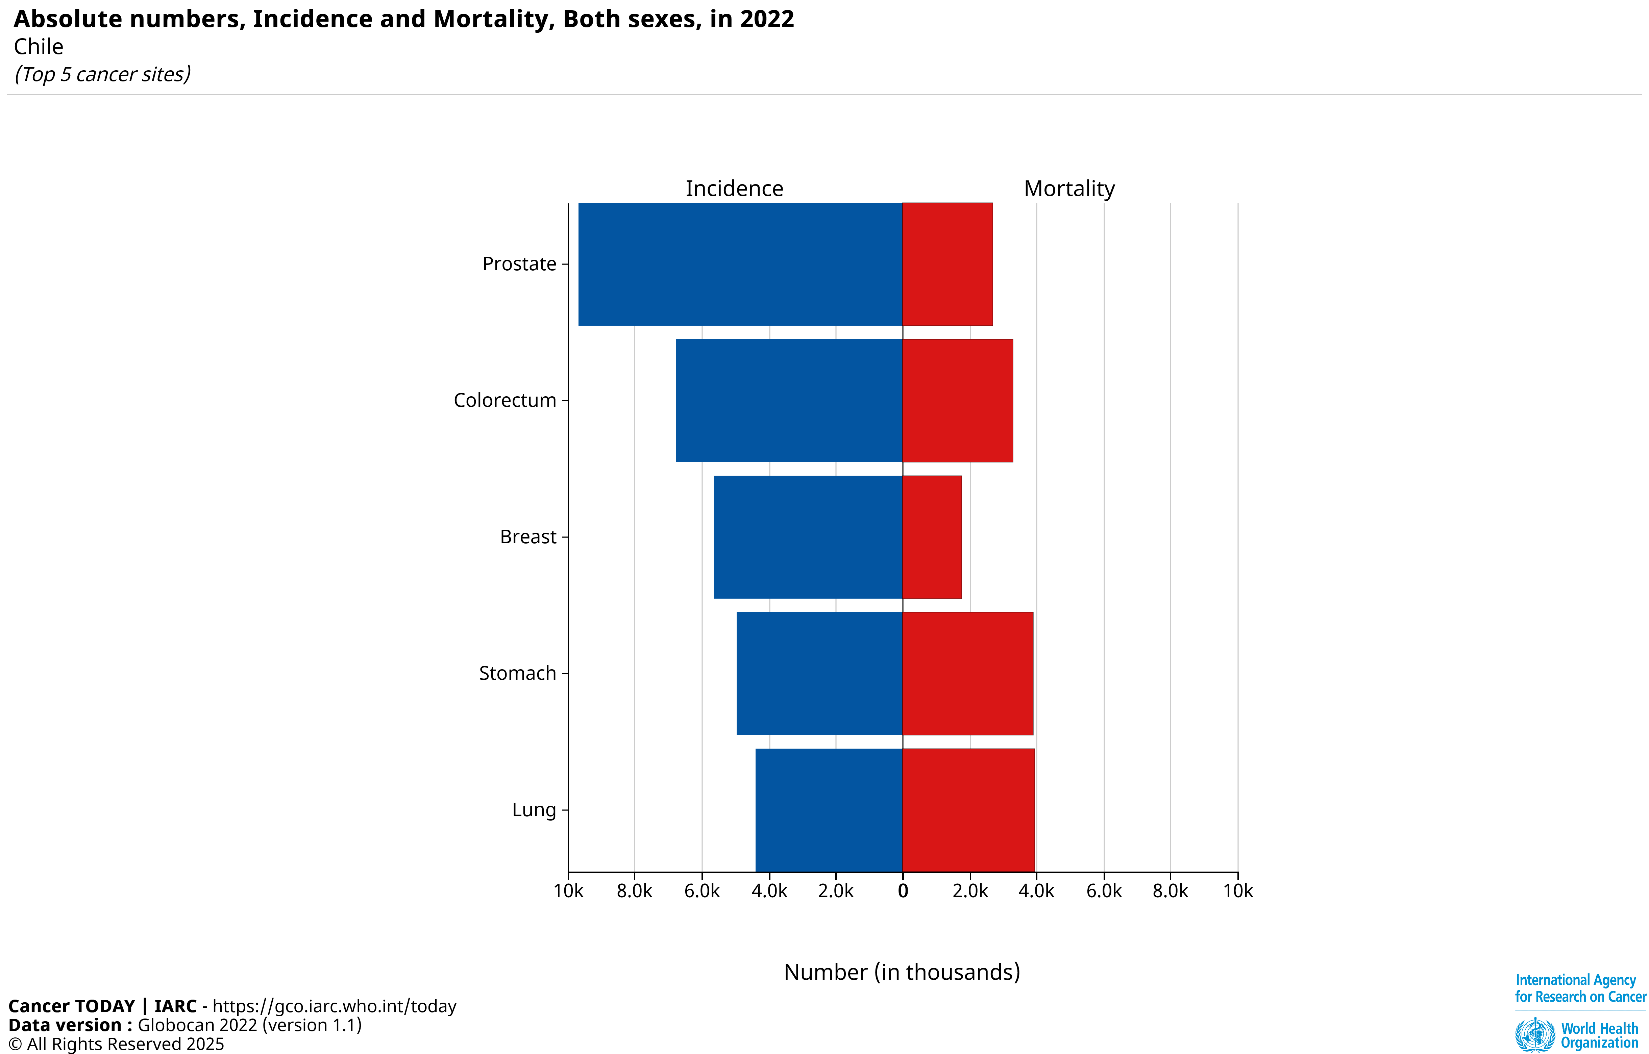 Absolute numbers, Incidence and Mortality, Both sexes, in 2022
Chile
(Top 5 cancer sites)
Incidence
Mortality
Prostate
Colorectum
Breast
Stomach
Lung
10k 8.0k 6.0k 4.0k 2.0k 0 2.0k 4.0k 6.0k 8.0k 10k
Number (in thousands)
Cancer TODAY | IARC - https://gco.iarc.who.int/today
Data version : Globocan 2022 (version 1.1)
© All Rights Reserved 2025
International Agency
for Research on Cancer
World Health
Organization